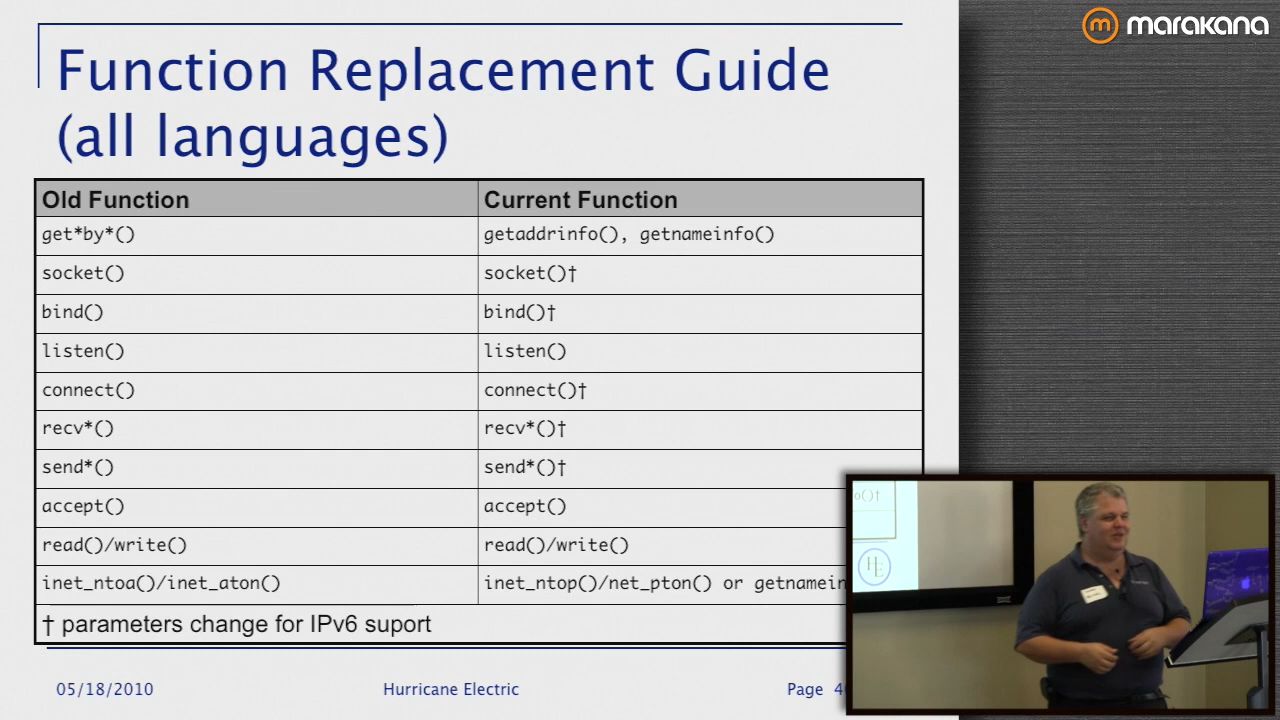 marakana
Function Replacement Guide
(all languages)
Old Function Current Function
get*by*() getaddrinfo(), getnameinfo()
socket() socket()†
bind() bind()†
listen() listen()
connect() connect()†
recv*() recv*()†
send*() send*()†
accept() accept()
read()/write() read()/write()
inet_ntoa()/inet_aton() inet_ntop()/net_pton() or
† parameters change for IPv6 suport
05/18/2010 Hurricane Electric Page